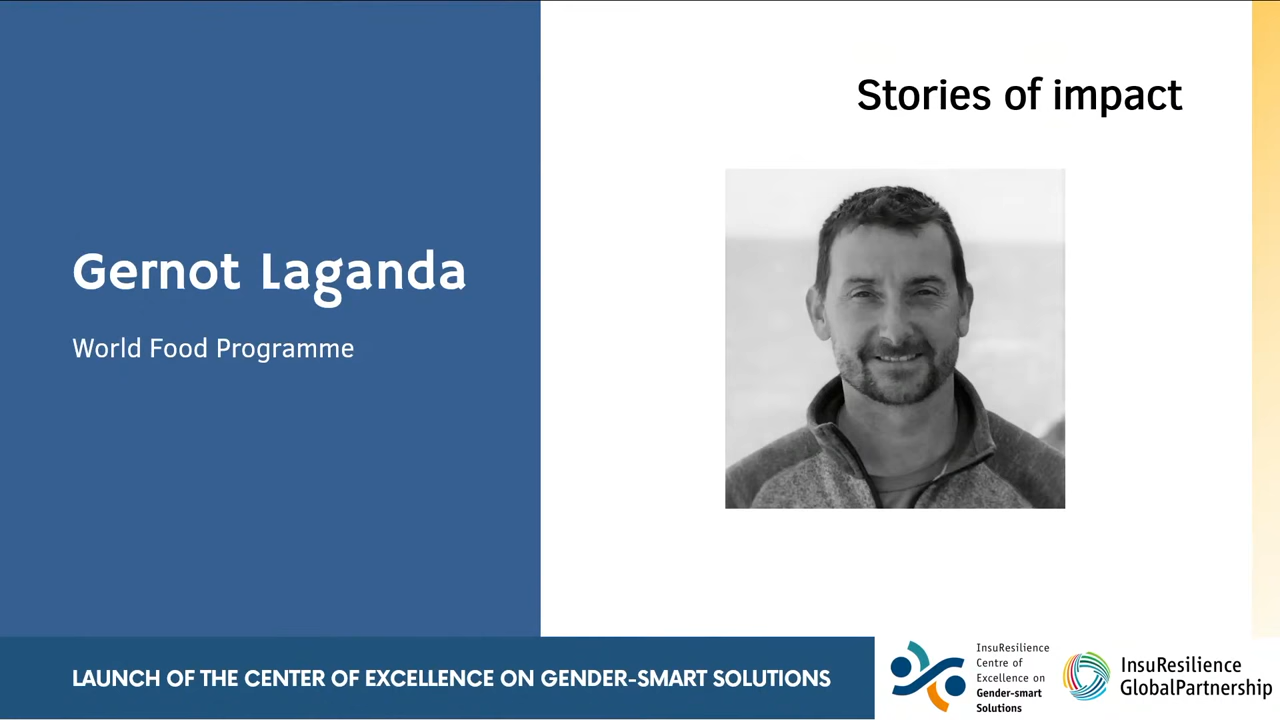 Stories of impact
Gernot Laganda
World Food Programme
LAUNCH OF THE CENTER OF EXCELLENCE ON GENDER-SMART SOLUTIONS
InsuResilience
Centre of
Excellence on
Gender-smart
Solutions
InsuResilience
GlobalPartnership